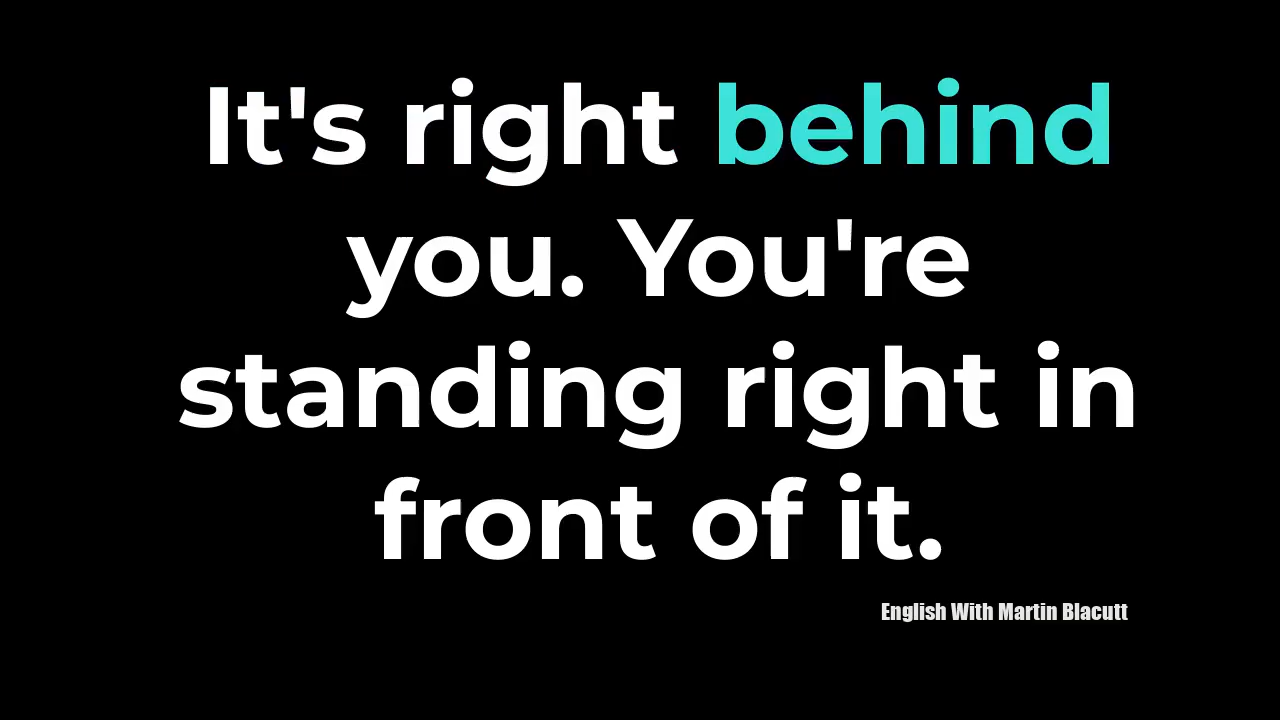 It's right behind
you. You're
standing right in
front of it.
English With Martin Blacutt